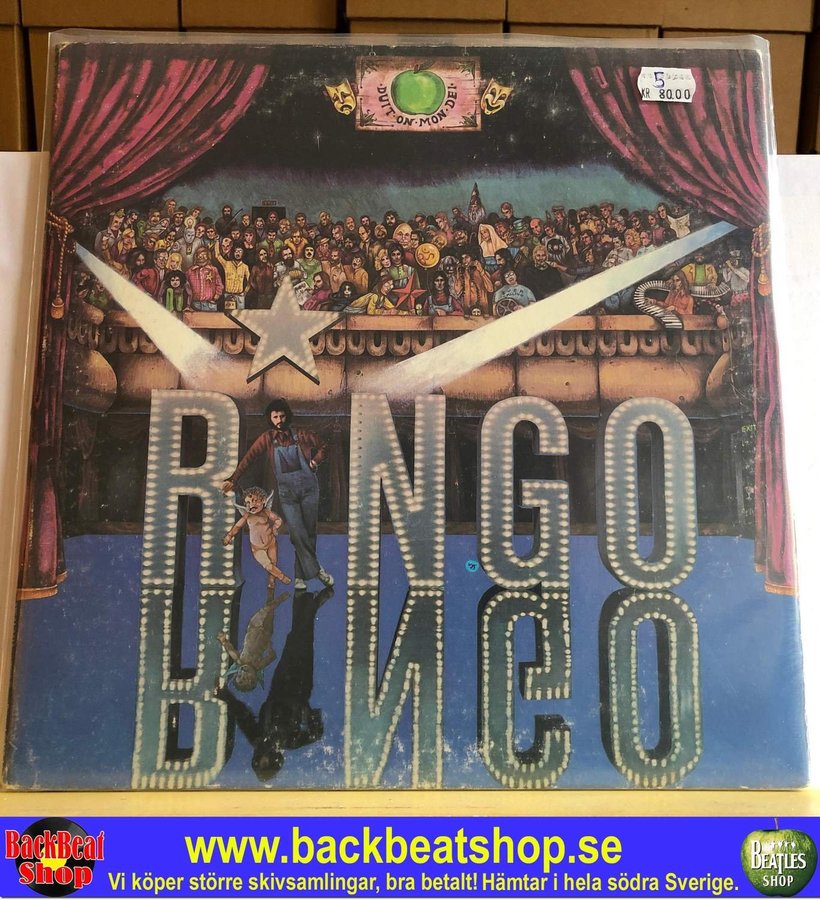 DUIT·ON·MON·DEI
5
KR 80.00
RINGO
EXIT
BackBeat
Shop
www.backbeatshop.se
Vi köper större skivsamlingar, bra betalt! Hämtar i hela södra Sverige.
BEATLES
SHOP